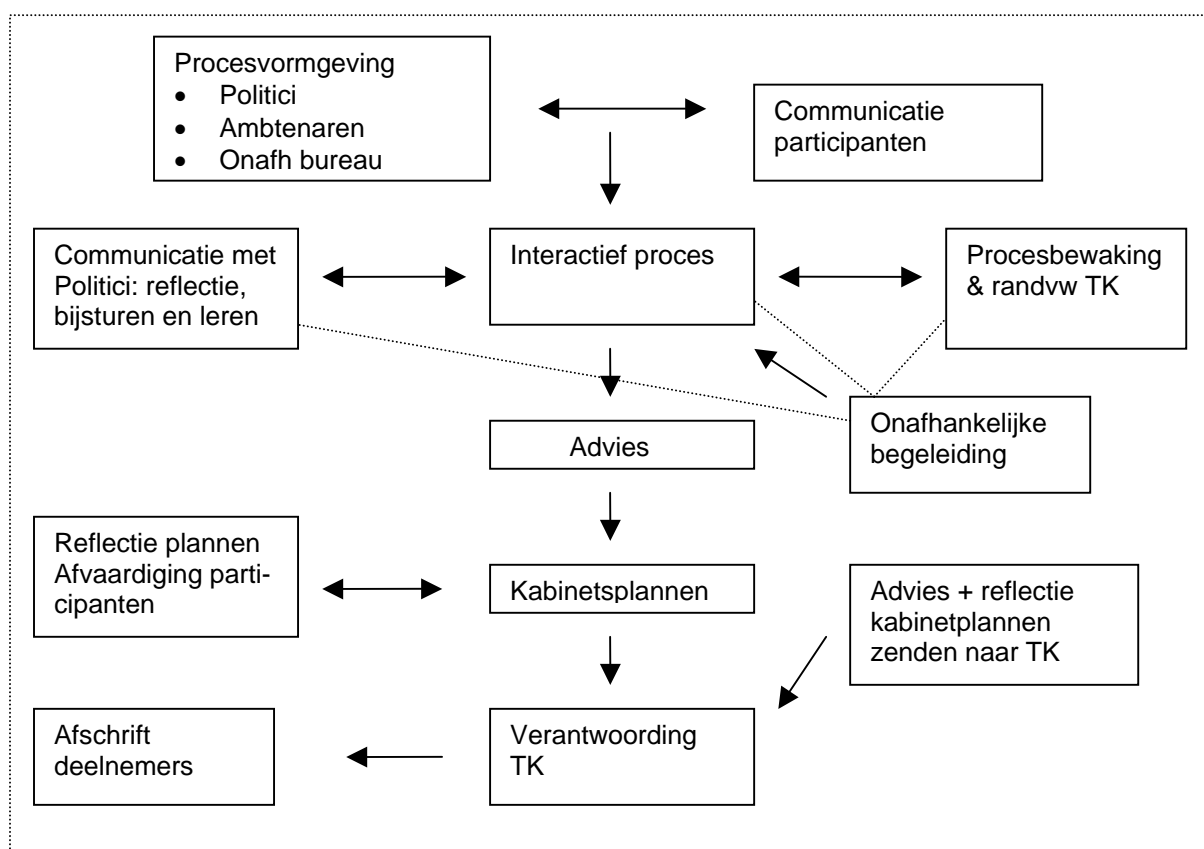 Procesvormgeving
• Politici
• Ambtenaren
• Onafh bureau
Communicatie
participanten
Communicatie met
Politici: reflectie,
bijsturen en leren
Interactief proces
Procesbewaking
& randvw TK
Advies
Onafhankelijke
begeleiding
Reflectie plannen
Afvaardiging parti-
cipanten
Kabinetsplannen
Advies + reflectie
kabinetplannen
zenden naar TK
Afschrift
deelnemers
Verantwoording
TK